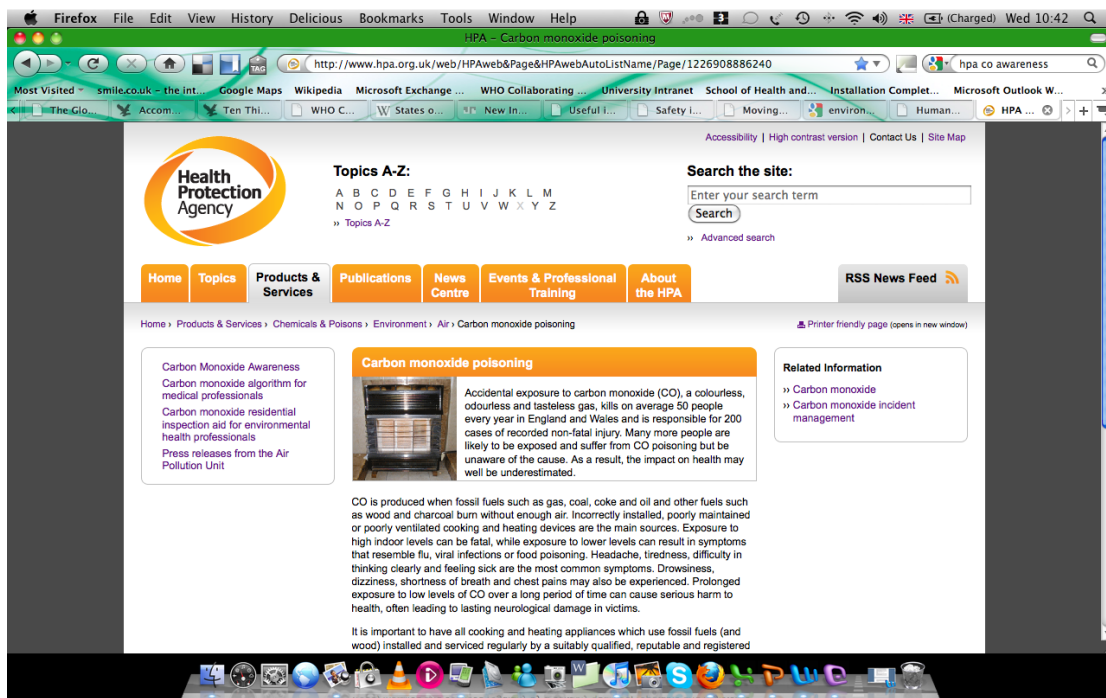 Firefox File Edit View History Delicious Bookmarks Tools Window Help (Charged) Wed 10:42
HPA – Carbon monoxide poisoning
http://www.hpa.org.uk/web/HPAweb&Page&HPAwebAutoListName/Page/1226908886240 hpa co awareness
Most Visited smile.co.uk – the int... Google Maps Wikipedia Microsoft Exchange ... WHO Collaborating ... University Intranet School of Health and... Installation Complet... Microsoft Outlook W...
The Glo... Accom... Ten Thi... WHO C... States o... New In... Useful i... Safety i... Moving... environ... Human... HPA ...
Accessibility | High contrast version | Contact Us | Site Map
Health
Protection
Agency
Topics A-Z:
A B C D E F G H I J K L M
N O P Q R S T U V W X Y Z
›› Topics A-Z
Search the site:
Enter your search term
Search
›› Advanced search
Home Topics Products & Services Publications News Centre Events & Professional Training About the HPA RSS News Feed
Home › Products & Services › Chemicals & Poisons › Environment › Air › Carbon monoxide poisoning
Printer friendly page (opens in new window)
Carbon Monoxide Awareness
Carbon monoxide algorithm for
medical professionals
Carbon monoxide residential
inspection aid for environmental
health professionals
Press releases from the Air
Pollution Unit
Carbon monoxide poisoning
Accidental exposure to carbon monoxide (CO), a colourless,
odourless and tasteless gas, kills on average 50 people
every year in England and Wales and is responsible for 200
cases of recorded non-fatal injury. Many more people are
likely to be exposed and suffer from CO poisoning but be
unaware of the cause. As a result, the impact on health may
well be underestimated.
CO is produced when fossil fuels such as gas, coal, coke and oil and other fuels such
as wood and charcoal burn without enough air. Incorrectly installed, poorly maintained
or poorly ventilated cooking and heating devices are the main sources. Exposure to
high indoor levels can be fatal, while exposure to lower levels can result in symptoms
that resemble flu, viral infections or food poisoning. Headache, tiredness, difficulty in
thinking clearly and feeling sick are the most common symptoms. Drowsiness,
dizziness, shortness of breath and chest pains may also be experienced. Prolonged
exposure to low levels of CO over a long period of time can cause serious harm to
health, often leading to lasting neurological damage in victims.
It is important to have all cooking and heating appliances which use fossil fuels (and
wood) installed and serviced regularly by a suitably qualified, reputable and registered
Related Information
›› Carbon monoxide
›› Carbon monoxide incident
management